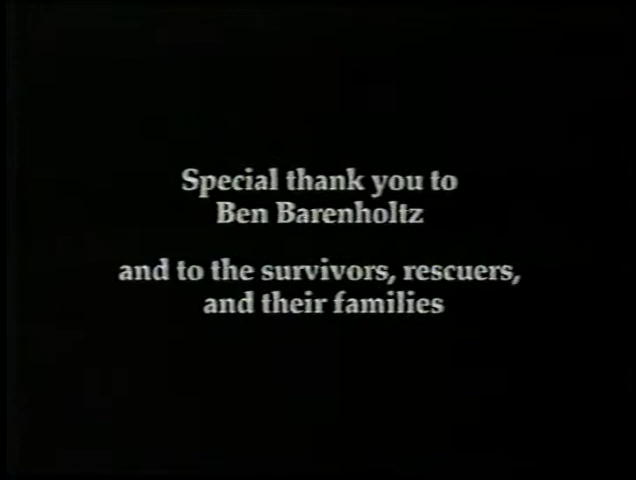 Special thank you to
Ben Barenholtz
and to the survivors, rescuers,
and their families